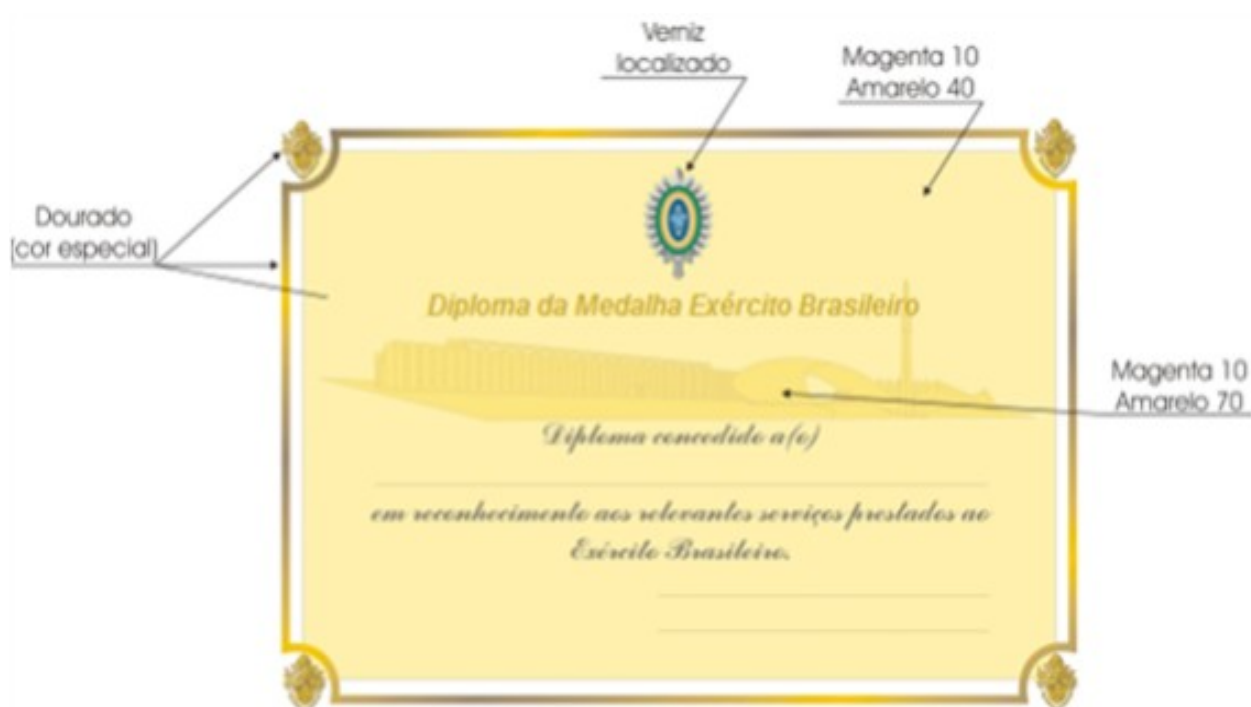 Verniz
localizado
Magenta 10
Amarelo 40
Dourado
(cor especial)
Diploma da Medalha Exército Brasileiro
Magenta 10
Amarelo 70
Diploma concedido a(o)
em reconhecimento aos relevantes serviços prestados ao
Exército Brasileiro.